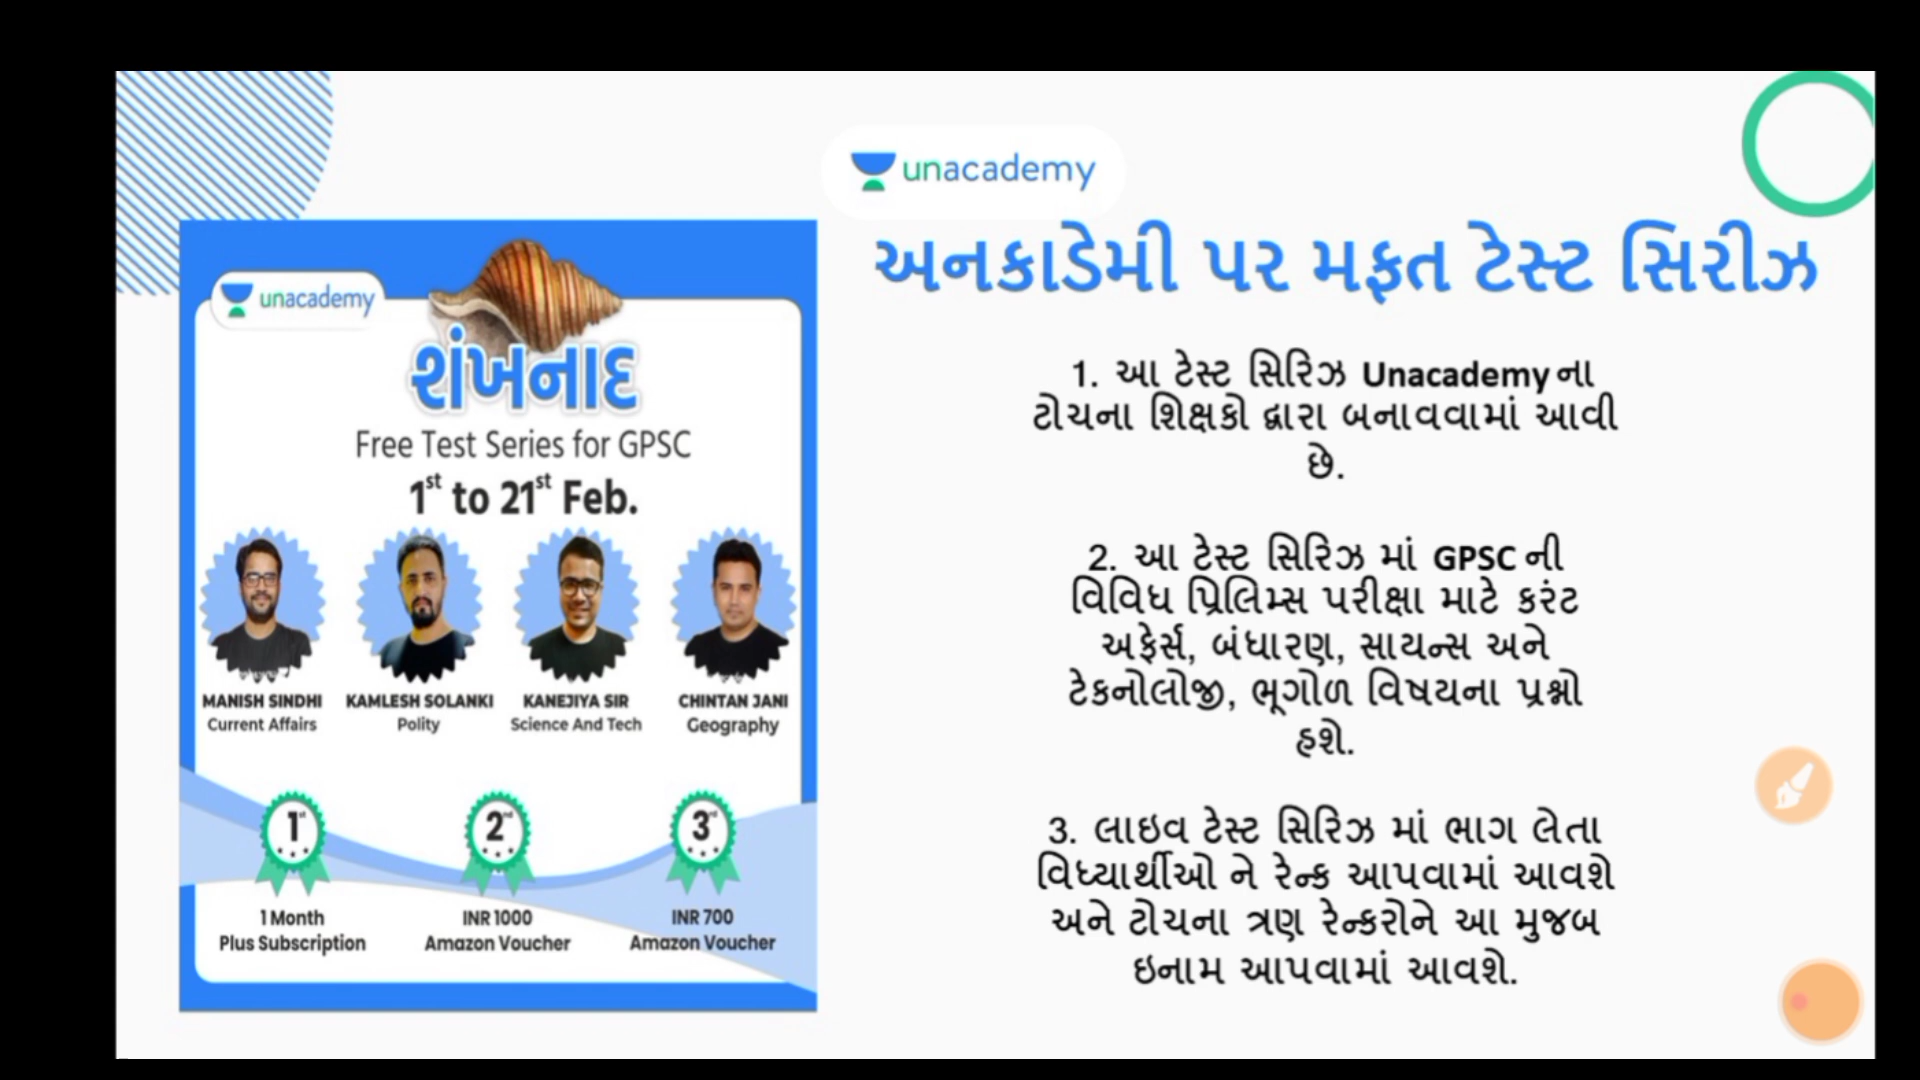 unacademy
અનકાડેમી પર મફત ટેસ્ટ સિરીઝ
unacademy
શંખનાદ
Free Test Series for GPSC
1st to 21st Feb.
MANISH SINDHI
Current Affairs
KAMLESH SOLANKI
Polity
KANEJIYA SIR
Science And Tech
CHINTAN JANI
Geography
1st
1 Month
Plus Subscription
2nd
INR 1000
Amazon Voucher
3rd
INR 700
Amazon Voucher
1. આ ટેસ્ટ સિરિઝ Unacademy ના
ટોચના શિક્ષકો દ્વારા બનાવવામાં આવી
છે.
2. આ ટેસ્ટ સિરિઝ માં GPSC ની
વિવિધ પ્રિલિમ્સ પરીક્ષા માટે કરંટ
અફેર્સ, બંધારણ, સાયન્સ અને
ટેકનોલોજી, ભૂગોળ વિષયના પ્રશ્નો
હશે.
3. લાઇવ ટેસ્ટ સિરિઝ માં ભાગ લેતા
વિધ્યાર્થીઓ ને રેન્ક આપવામાં આવશે
અને ટોચના ત્રણ રેન્કરોને આ મુજબ
ઇનામ આપવામાં આવશે.